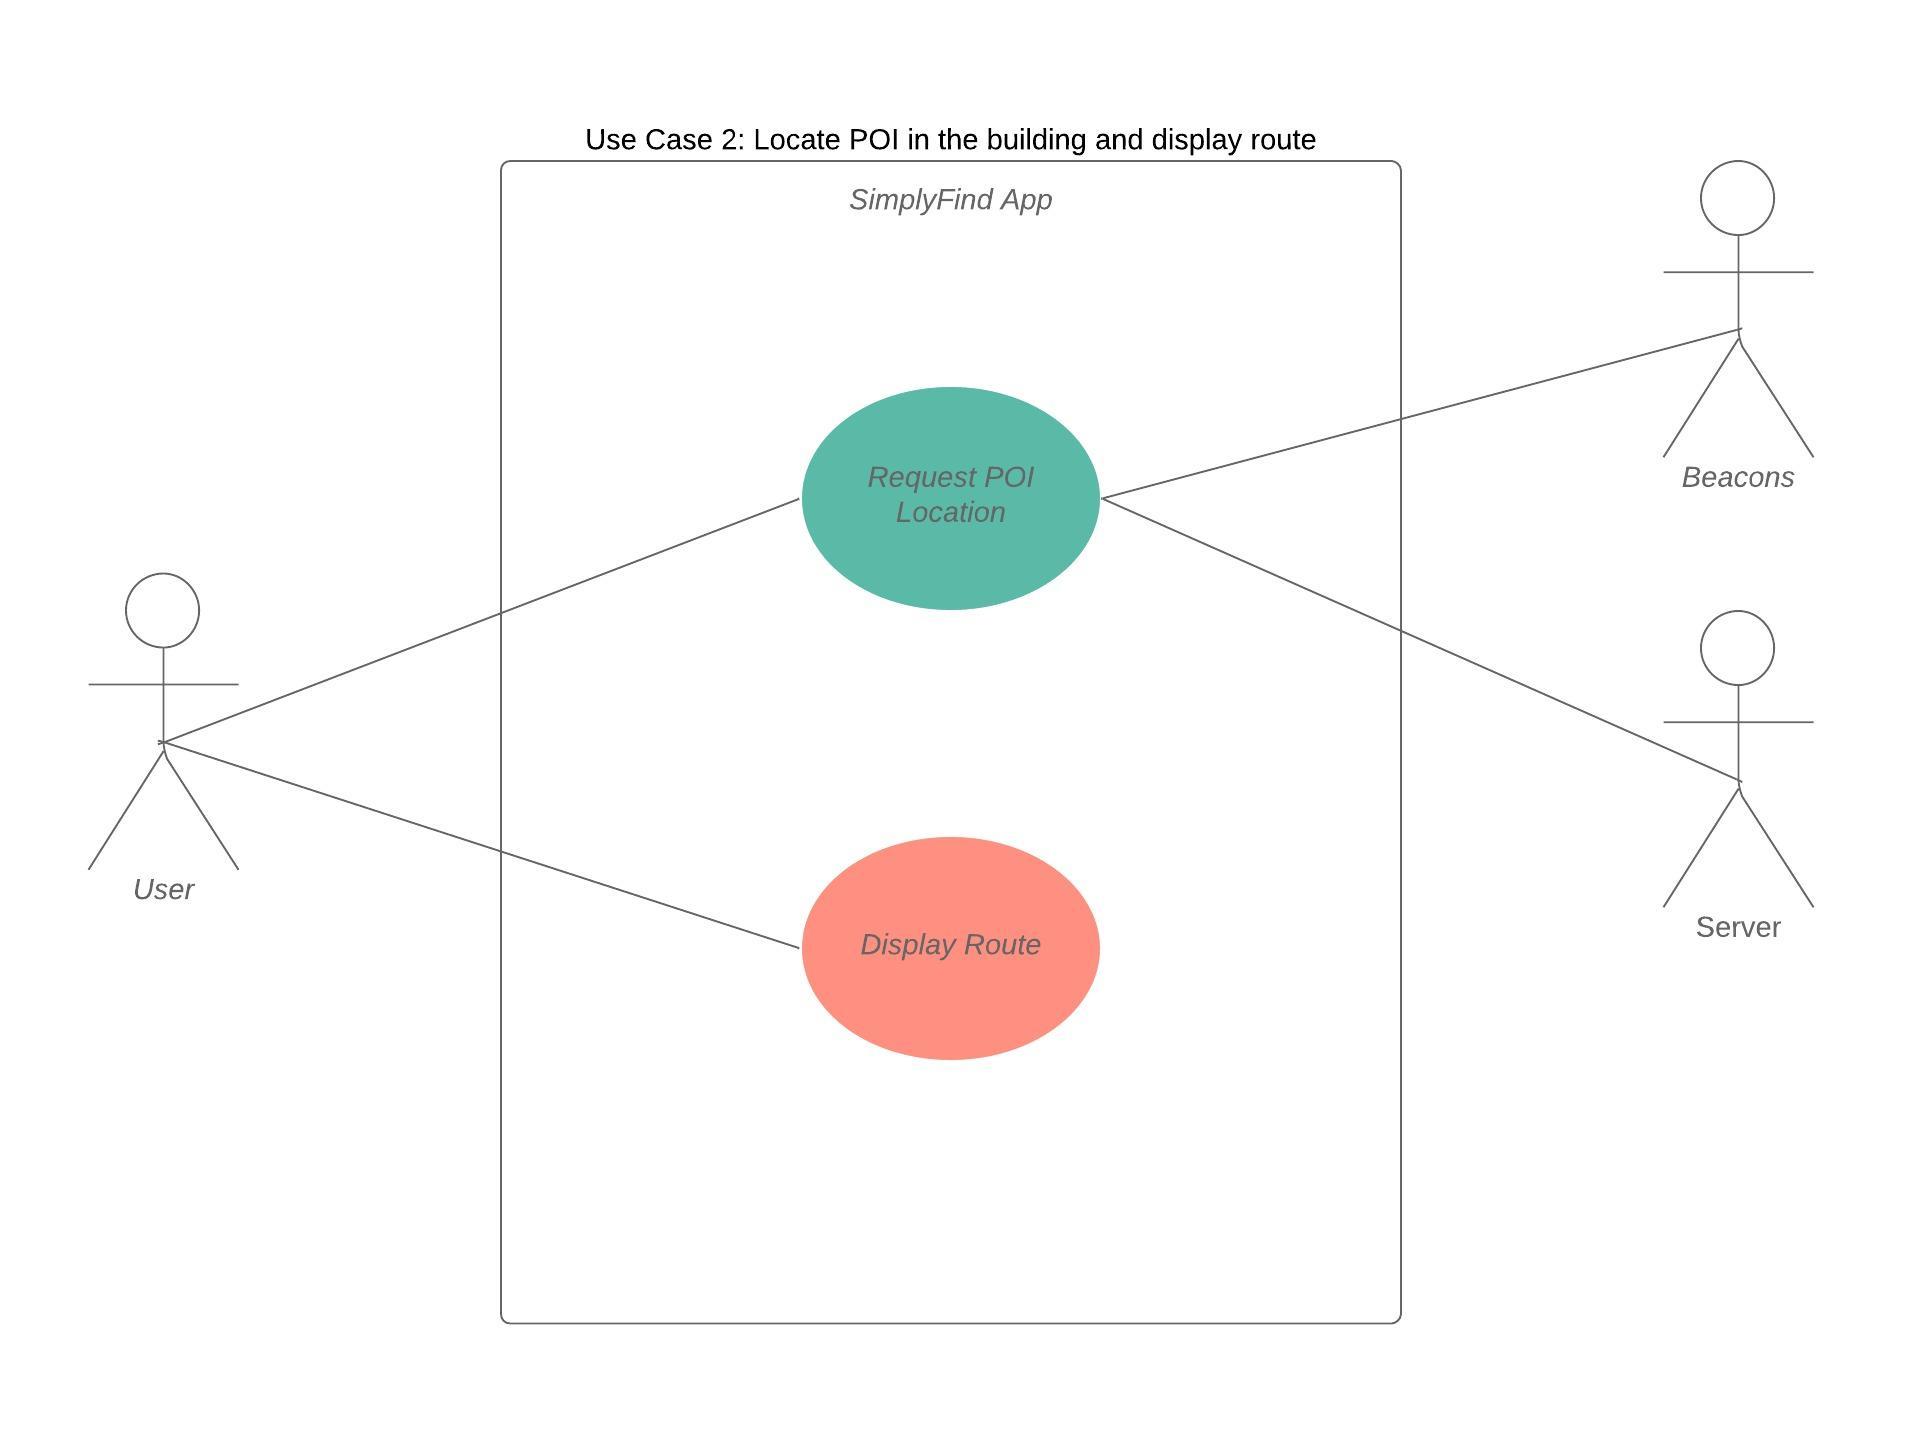 Use Case 2: Locate POI in the building and display route
SimplyFind App
Request POI
Location
Beacons
User
Server
Display Route